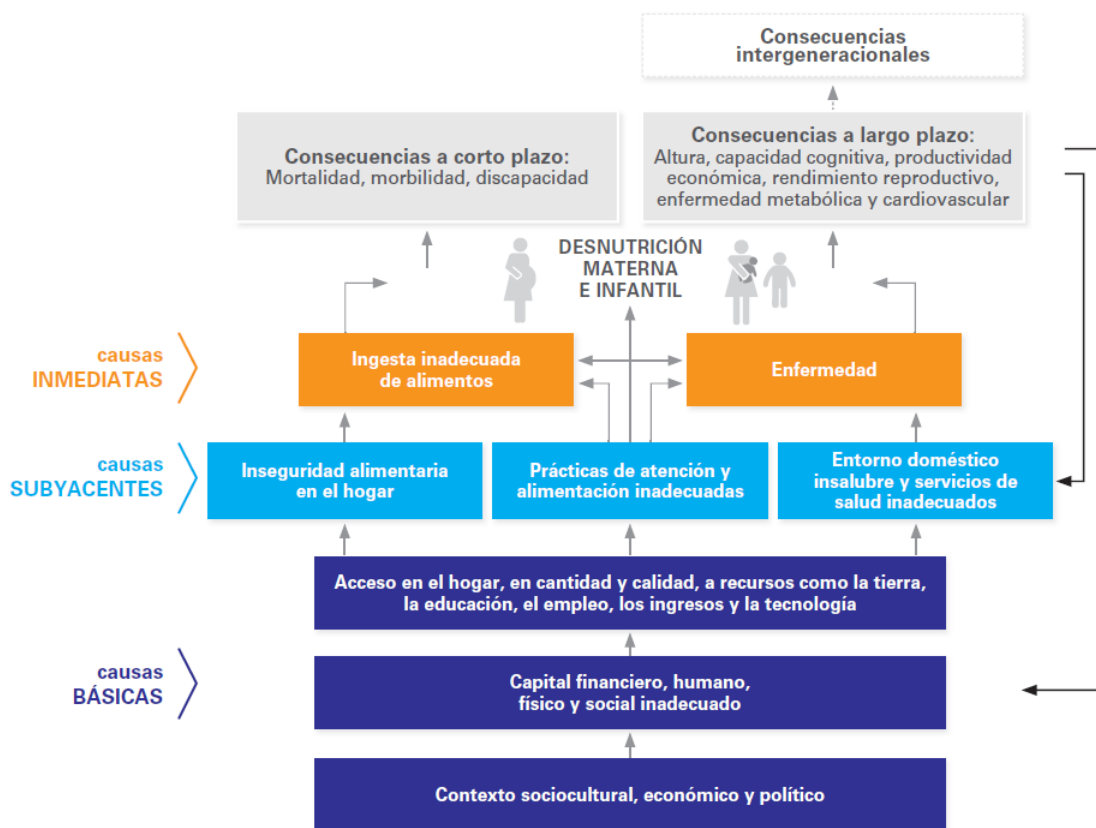 Consecuencias
intergeneracionales
Consecuencias a corto plazo:
Mortalidad, morbilidad, discapacidad
Consecuencias a largo plazo:
Altura, capacidad cognitiva, productividad
económica, rendimiento reproductivo,
enfermedad metabólica y cardiovascular
DESNUTRICIÓN
MATERNA
E INFANTIL
causas
INMEDIATAS
Ingesta inadecuada
de alimentos
Enfermedad
causas
SUBYACENTES
Inseguridad alimentaria
en el hogar
Prácticas de atención y
alimentación inadecuadas
Entorno doméstico
insalubre y servicios de
salud inadecuados
Acceso en el hogar, en cantidad y calidad, a recursos como la tierra,
la educación, el empleo, los ingresos y la tecnología
causas
BÁSICAS
Capital financiero, humano,
físico y social inadecuado
Contexto sociocultural, económico y político